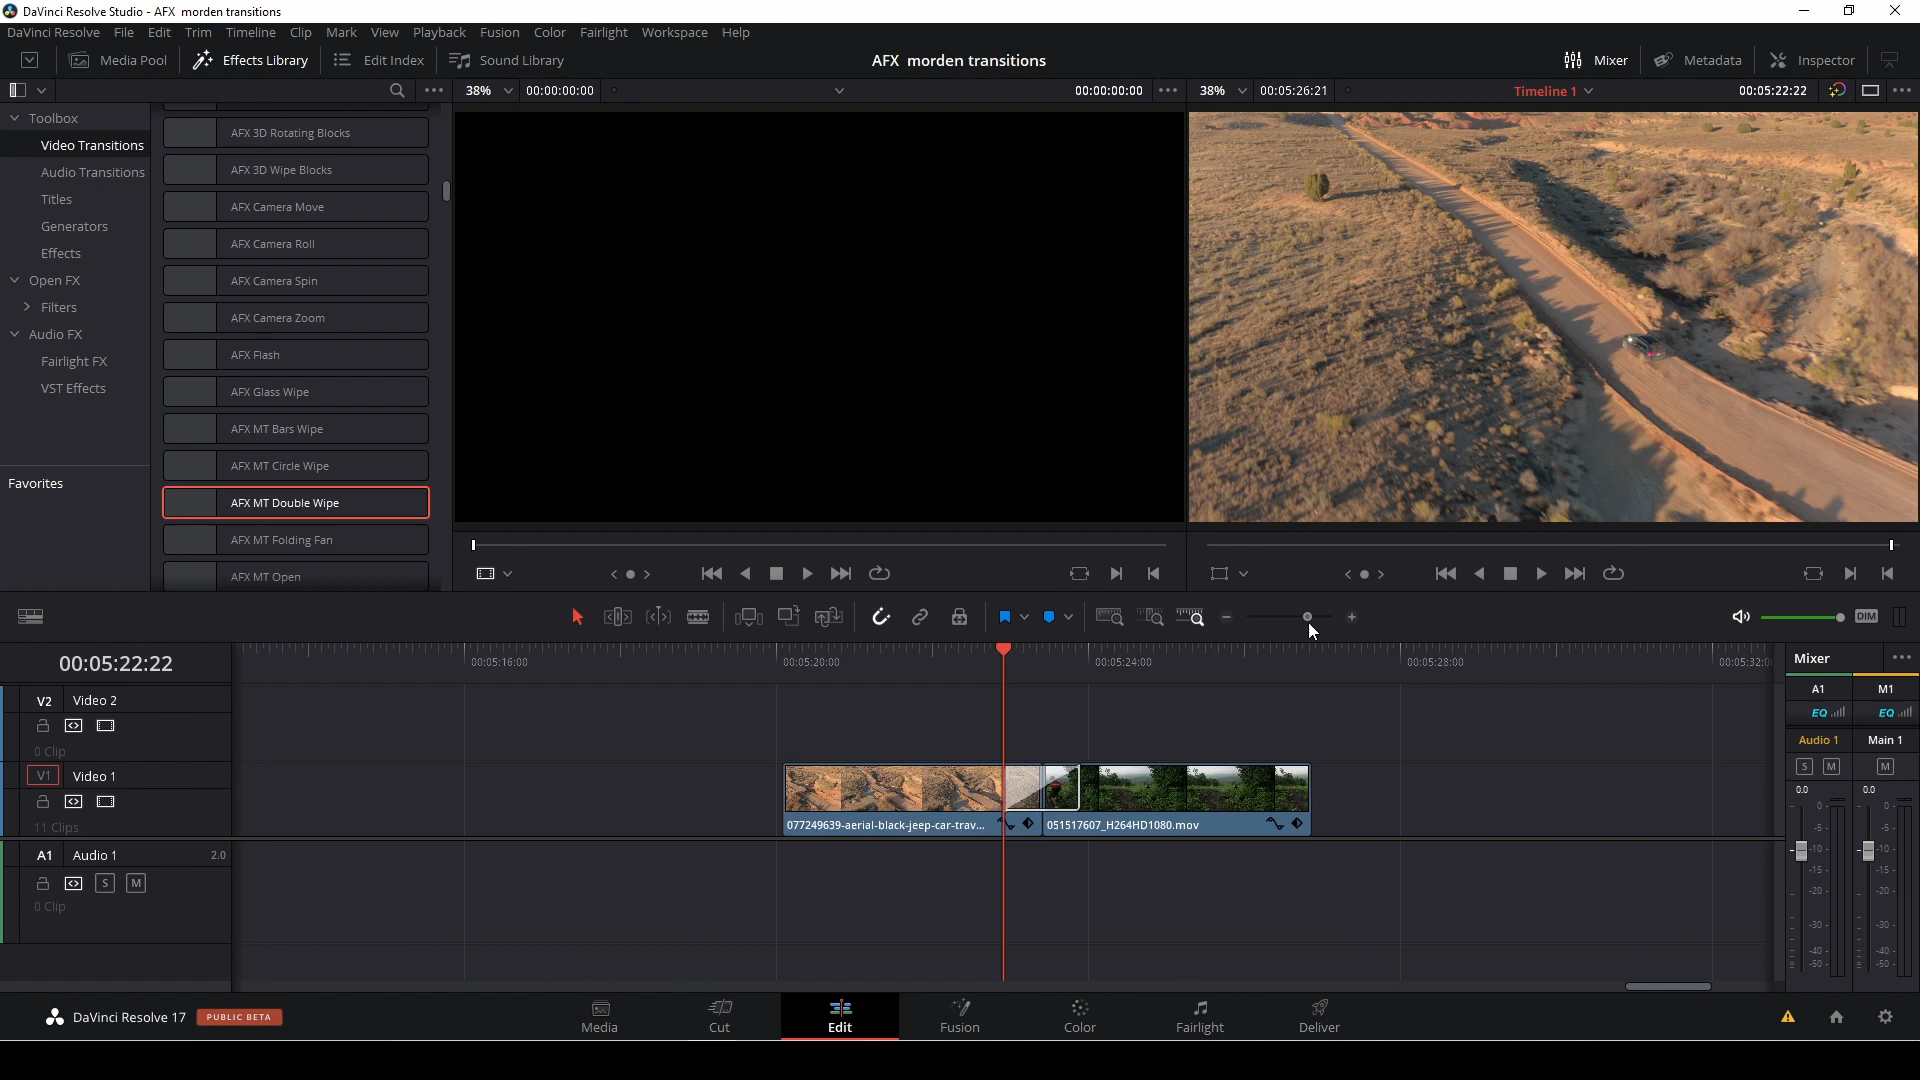 DaVinci Resolve Studio - AFX  morden transitions
DaVinci Resolve File Edit Trim Timeline Clip Mark View Playback Fusion Color Fairlight Workspace Help
Media Pool Effects Library Edit Index Sound Library AFX  morden transitions Mixer Metadata Inspector
38% 00:00:00:00 00:00:00:00 38% 00:05:26:21 Timeline 1 00:05:22:22
Toolbox
Video Transitions
Audio Transitions
Titles
Generators
Effects
Open FX
Filters
Audio FX
Fairlight FX
VST Effects
Favorites
AFX 3D Rotating Blocks
AFX 3D Wipe Blocks
AFX Camera Move
AFX Camera Roll
AFX Camera Spin
AFX Camera Zoom
AFX Flash
AFX Glass Wipe
AFX MT Bars Wipe
AFX MT Circle Wipe
AFX MT Double Wipe
AFX MT Folding Fan
AFX MT Open
DIM
00:05:22:22
00:05:16:00 00:05:20:00 00:05:24:00 00:05:28:00 00:05:32:0
V2 Video 2
0 Clip
V1 Video 1
11 Clips
077249639-aerial-black-jeep-car-trav... 051517607_H264HD1080.mov
A1 Audio 1 2.0
S M
0 Clip
Mixer
A1 M1
EQ EQ
Audio 1 Main 1
S M M
0.0 0.0
0- 0-
-5- -5-
-10- -10-
-15- -15-
-20- -20-
-30- -30-
-40- -40-
-50- -50-
DaVinci Resolve 17 PUBLIC BETA
Media Cut Edit Fusion Color Fairlight Deliver